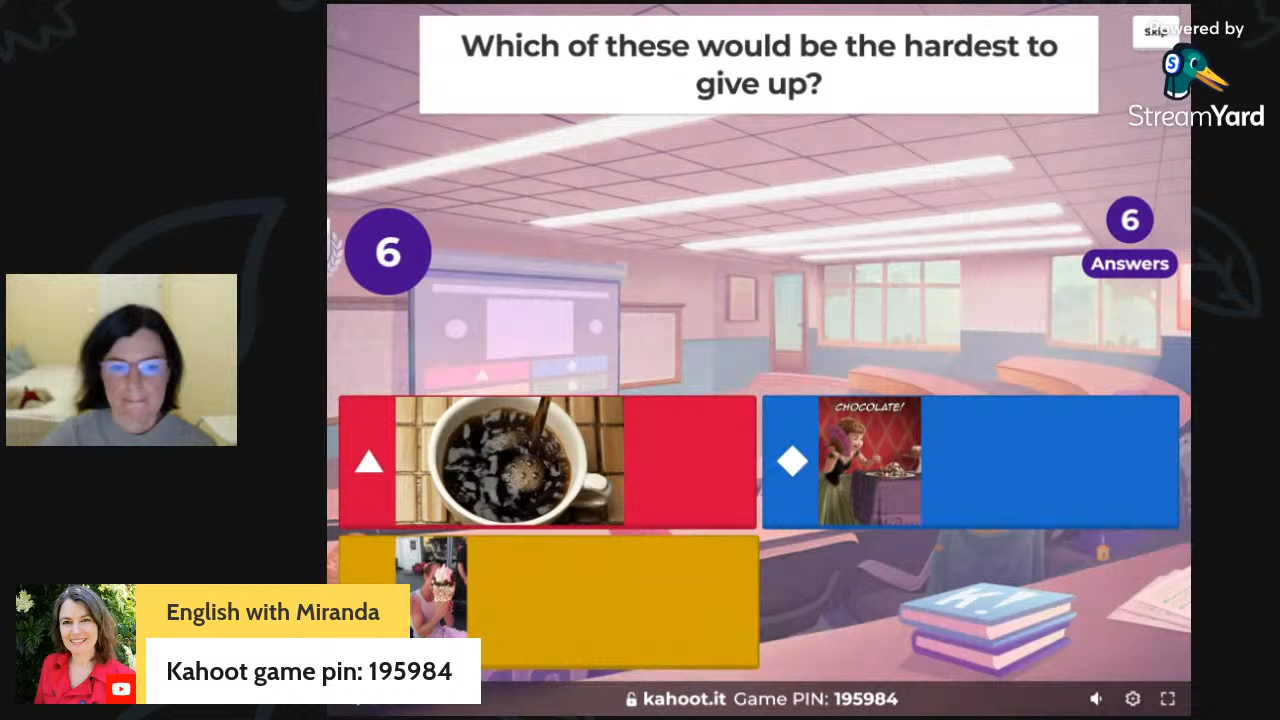 Which of these would be the hardest to
give up?
skip
Powered by
S
StreamYard
6
6
Answers
CHOCOLATE!
K!
English with Miranda
Kahoot game pin: 195984
kahoot.it Game PIN: 195984